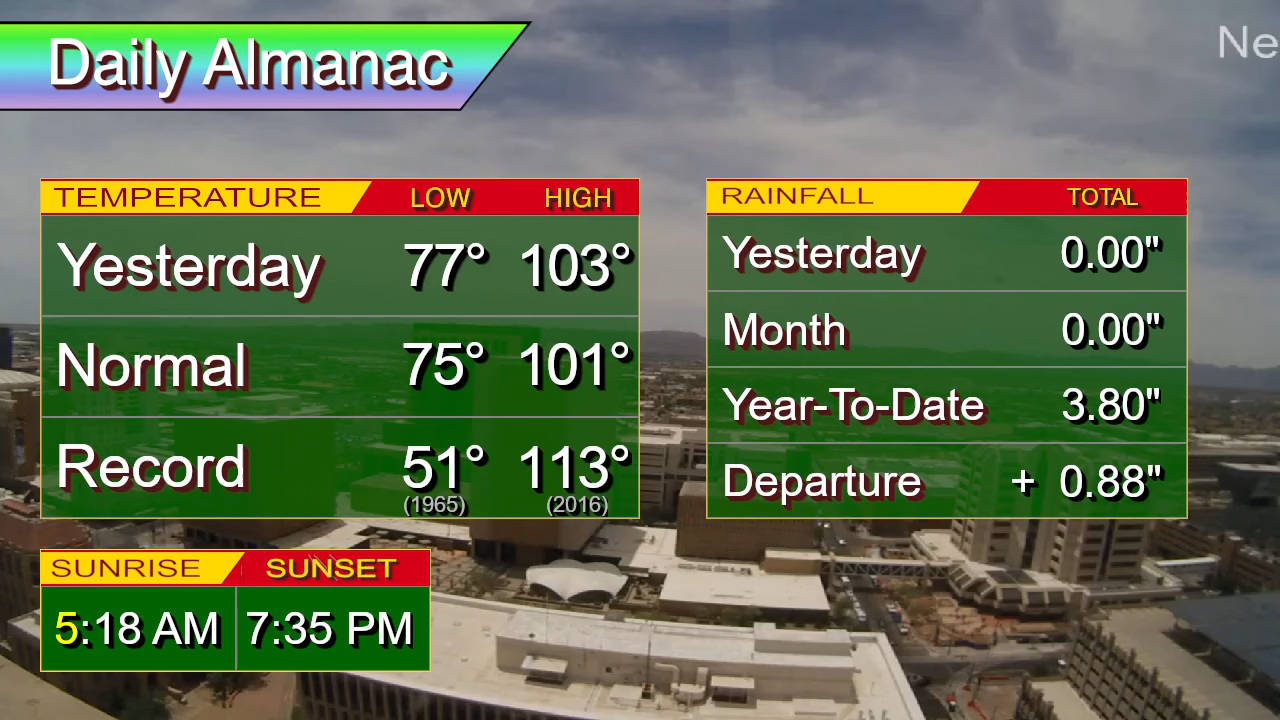 Daily Almanac
Ne
TEMPERATURE LOW HIGH
Yesterday 77° 103°
Normal 75° 101°
Record 51° 113°
(1965) (2016)
RAINFALL TOTAL
Yesterday 0.00"
Month 0.00"
Year-To-Date 3.80"
Departure + 0.88"
SUNRISE SUNSET
5:18 AM 7:35 PM